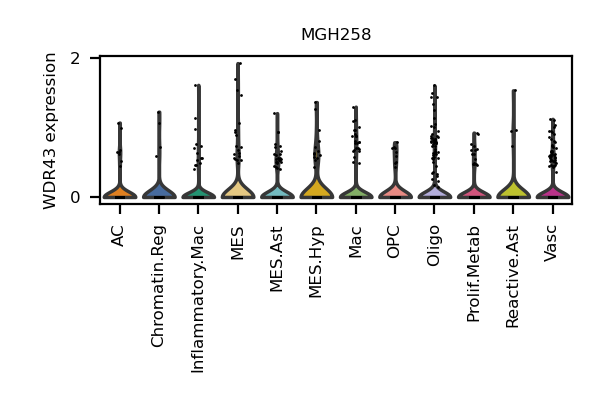 MGH258
WDR43 expression
2
0
AC
Chromatin.Reg
Inflammatory.Mac
MES
MES.Ast
MES.Hyp
Mac
OPC
Oligo
Prolif.Metab
Reactive.Ast
Vasc